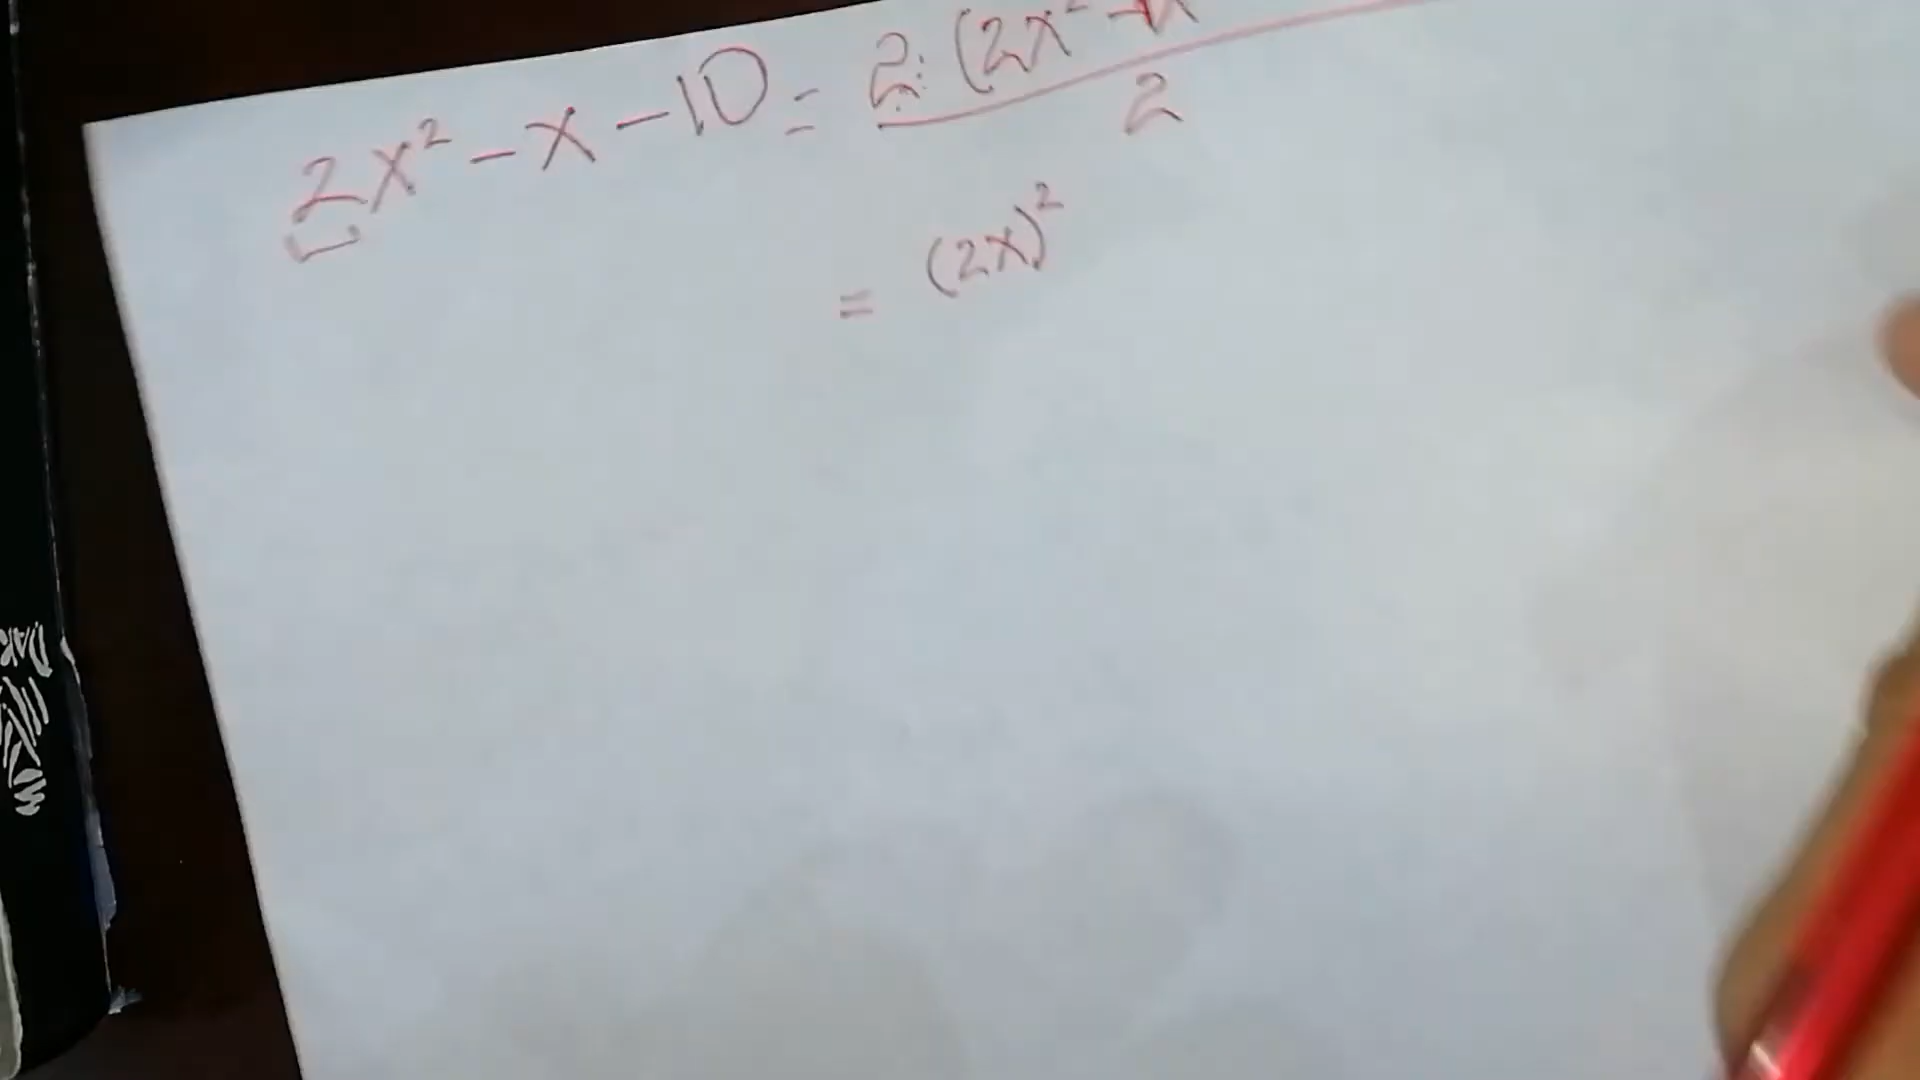 2x² - x - 10 = 2·(2x² - x
2
= (2x)²